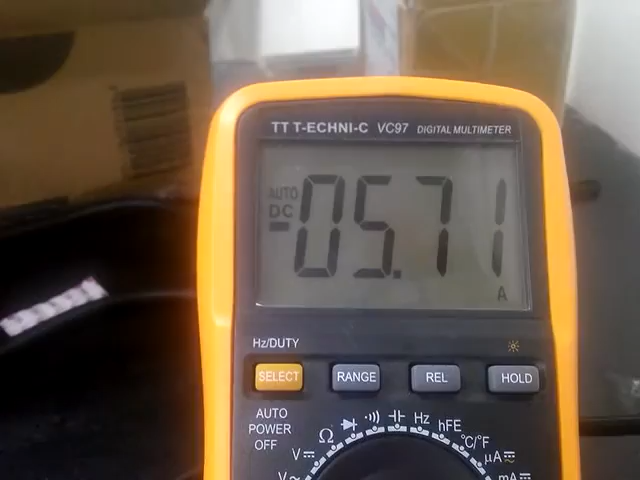 TT T-ECHNI-C VC97 DIGITAL MULTIMETER
AUTO
DC
-05.71
A
Hz/DUTY
SELECT RANGE REL HOLD
AUTO
POWER
OFF
Hz hFE
Ω °C/°F
V μA
V mA